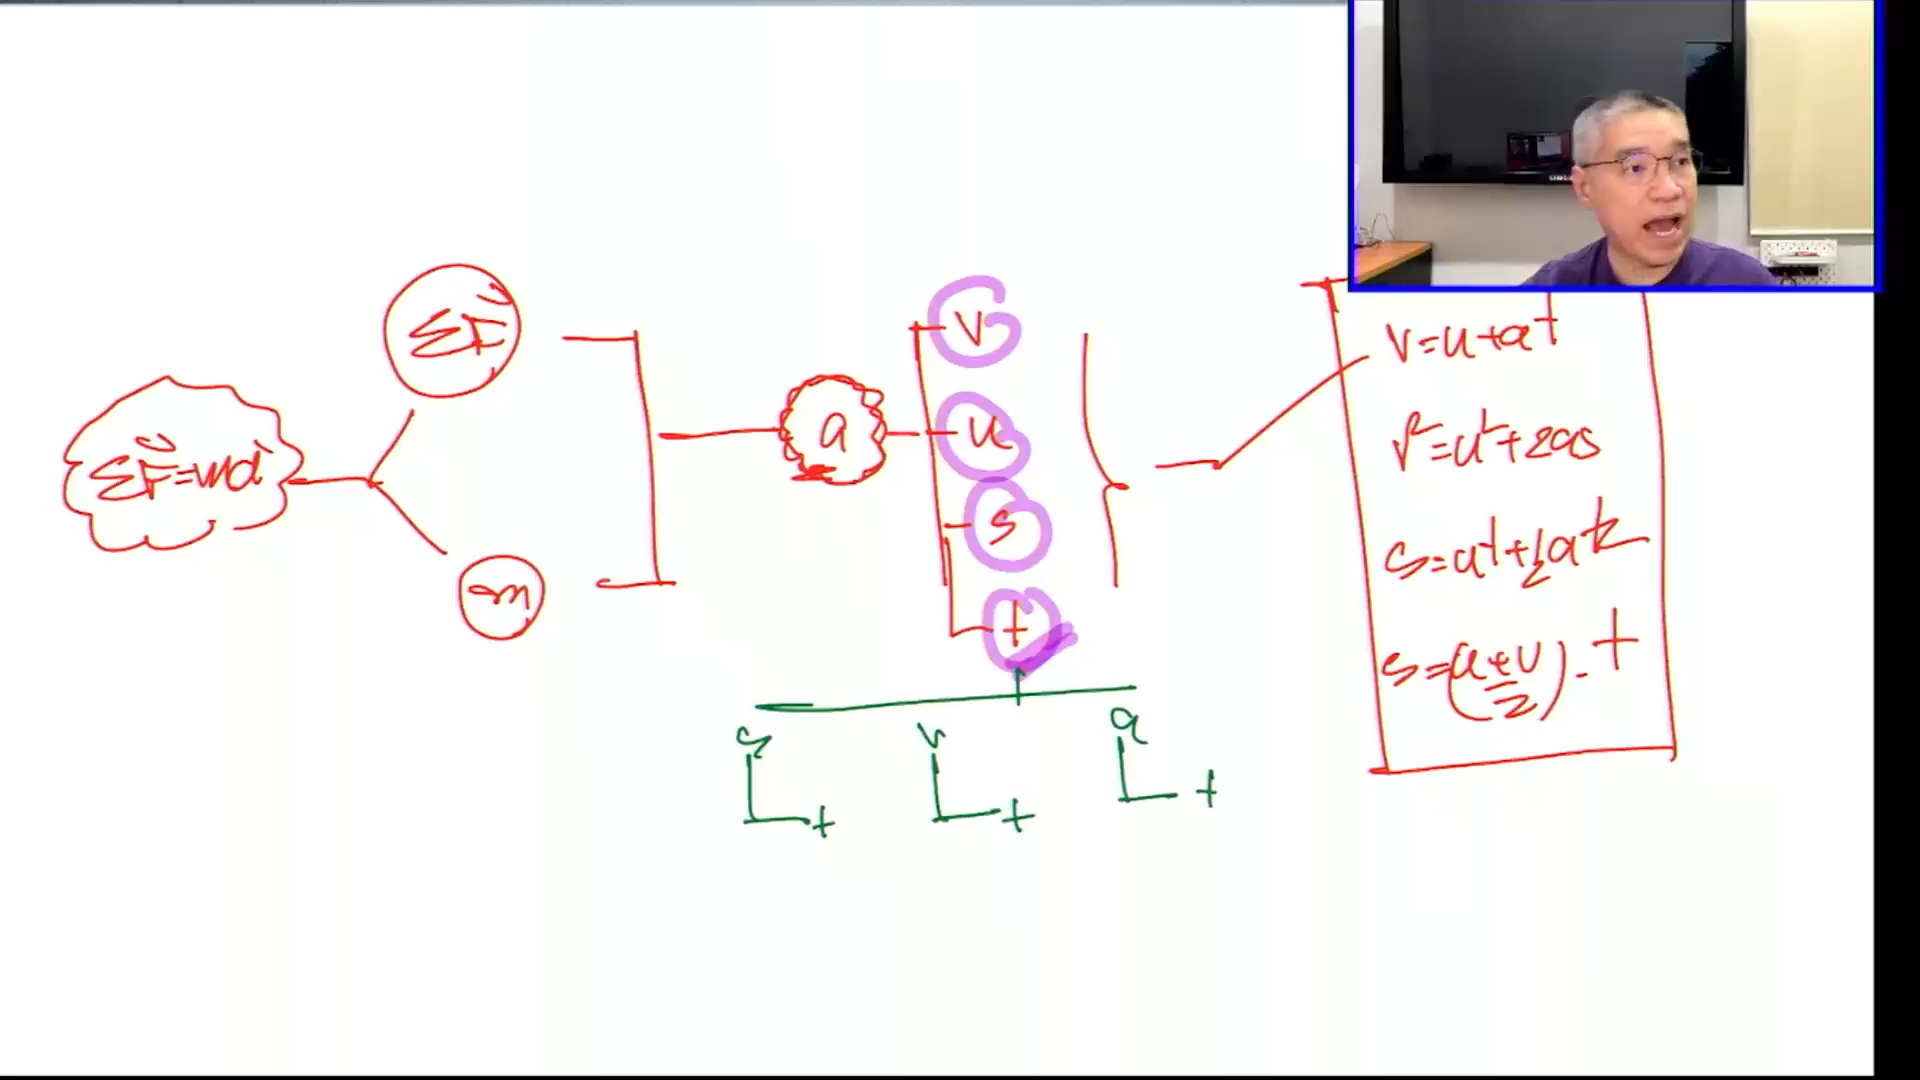 ΣF⃗=ma⃗
ΣF⃗
m
a
v
u
s
t
v=u+at
v²=u²+2as
s=ut+½at²
s=(u+v/2).t
s
t
v
t
a
t